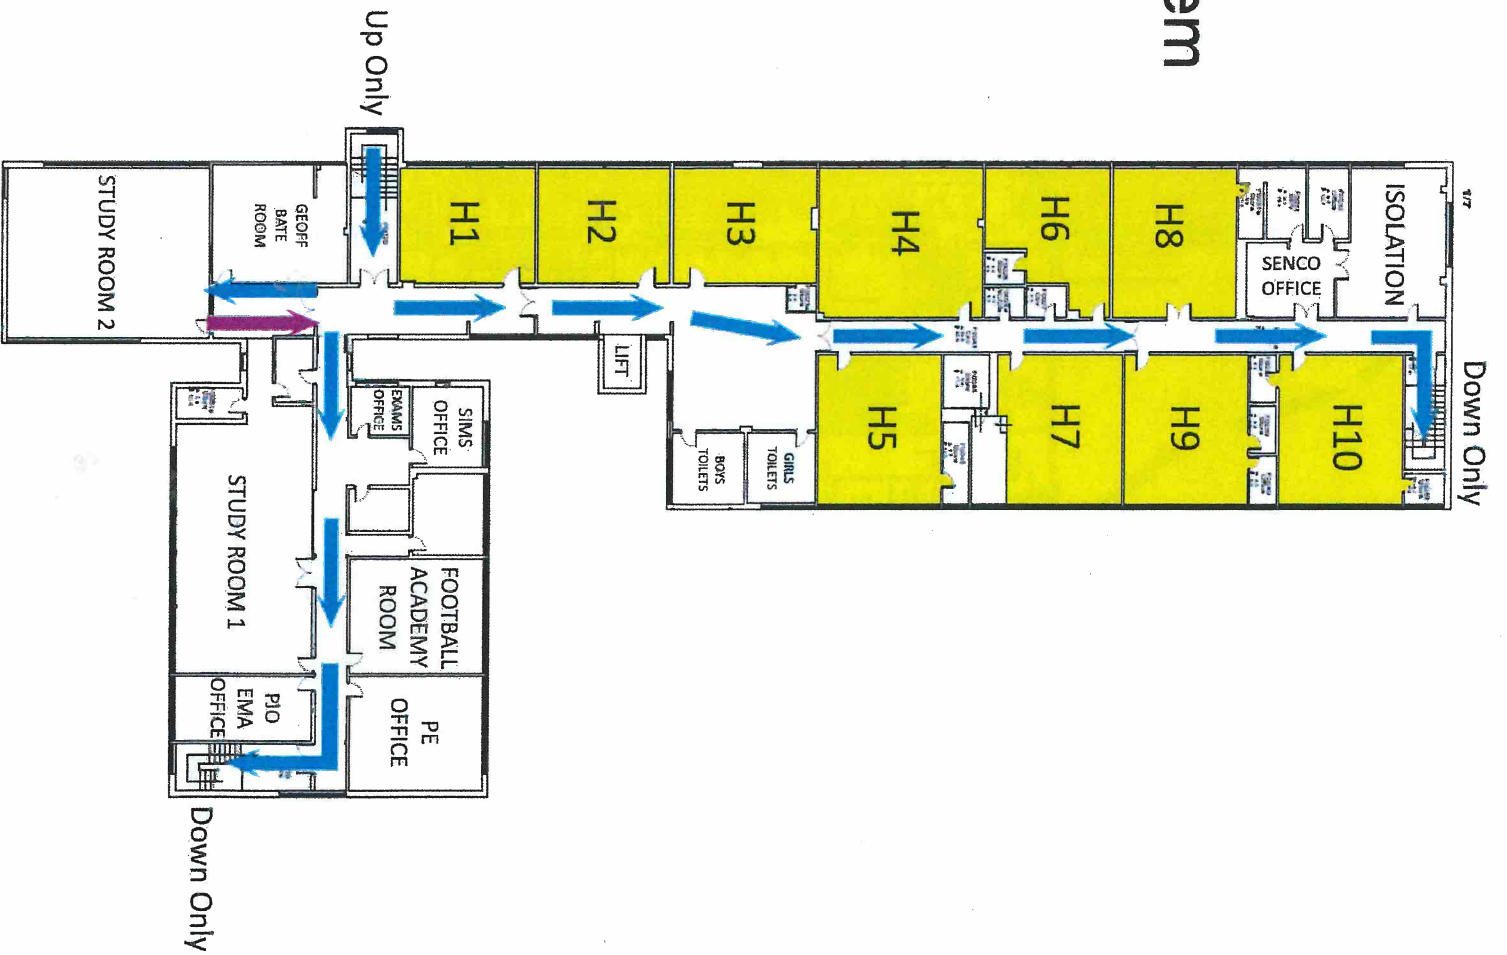 em
Up Only
STUDY ROOM 2
GEOFF
BATE
ROOM
H1
H2
H3
H4
H6
H8
SENCO
OFFICE
ISOLATION
Down Only
LIFT
BOYS
TOILETS
GIRLS
TOILETS
H5
H7
H9
H10
EXAMS
OFFICE
SIMS
OFFICE
STUDY ROOM 1
FOOTBALL
ACADEMY
ROOM
PJO
EMA
OFFICE
PE
OFFICE
Down Only